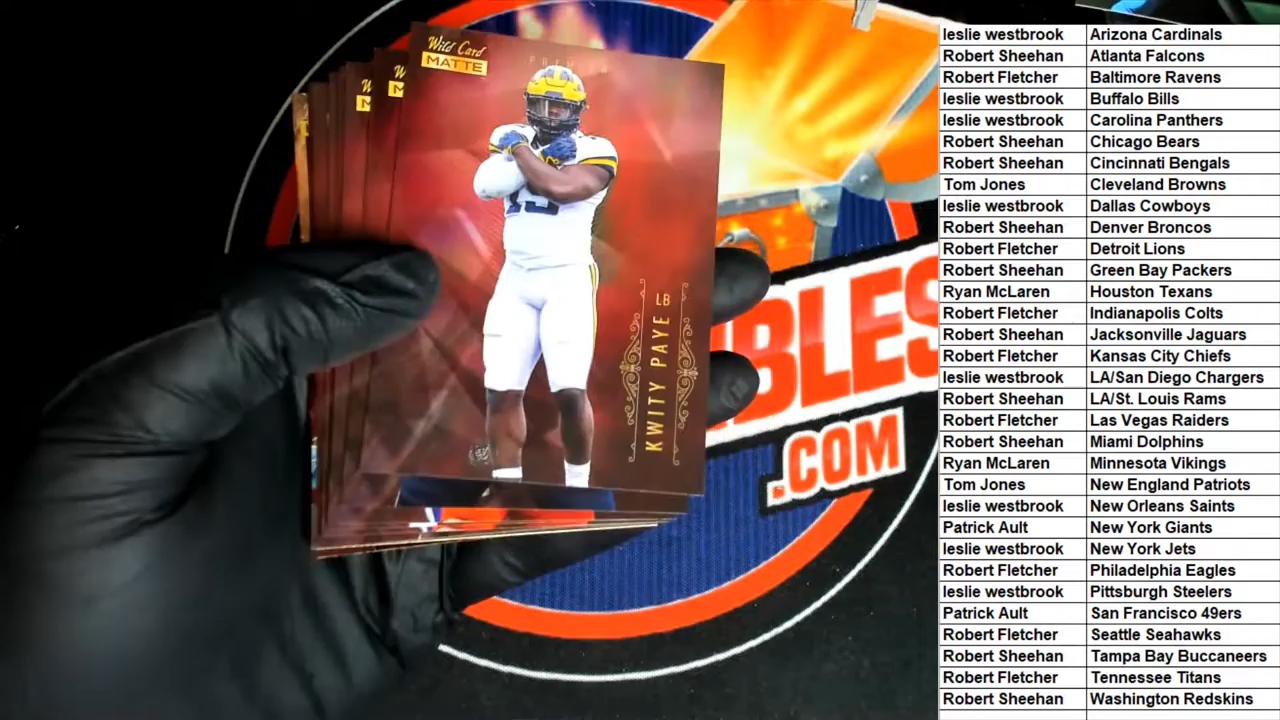 Wild Card
MATTE
W
M
W
M
PREMIER
19
LB
KWITY PAYE
IBLES
.COM
leslie westbrook Arizona Cardinals
Robert Sheehan Atlanta Falcons
Robert Fletcher Baltimore Ravens
leslie westbrook Buffalo Bills
leslie westbrook Carolina Panthers
Robert Sheehan Chicago Bears
Robert Sheehan Cincinnati Bengals
Tom Jones Cleveland Browns
leslie westbrook Dallas Cowboys
Robert Sheehan Denver Broncos
Robert Fletcher Detroit Lions
Robert Sheehan Green Bay Packers
Ryan McLaren Houston Texans
Robert Fletcher Indianapolis Colts
Robert Sheehan Jacksonville Jaguars
Robert Fletcher Kansas City Chiefs
leslie westbrook LA/San Diego Chargers
Robert Sheehan LA/St. Louis Rams
Robert Fletcher Las Vegas Raiders
Robert Sheehan Miami Dolphins
Ryan McLaren Minnesota Vikings
Tom Jones New England Patriots
leslie westbrook New Orleans Saints
Patrick Ault New York Giants
leslie westbrook New York Jets
Robert Fletcher Philadelphia Eagles
leslie westbrook Pittsburgh Steelers
Patrick Ault San Francisco 49ers
Robert Fletcher Seattle Seahawks
Robert Sheehan Tampa Bay Buccaneers
Robert Fletcher Tennessee Titans
Robert Sheehan Washington Redskins